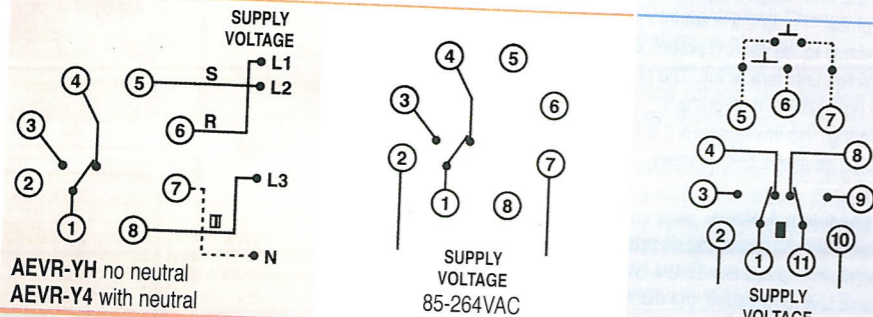 SUPPLY
VOLTAGE
L1
4
5
S
L2
3
6
R
2
7
L3
1
8
T
N
AEVR-YH no neutral
AEVR-Y4 with neutral
4
5
3
6
2
7
1
8
SUPPLY
VOLTAGE
85-264VAC
5
6
7
4
8
3
9
2
10
1
11
SUPPLY
VOLTAGE